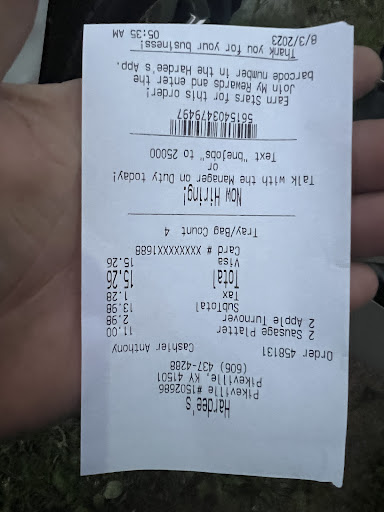 Hardee's
Pikeville #1502686
Pikeville, KY 41501
(606) 437-4288
Order 458131 Cashier Anthony
2 Sausage Platter 11.00
2 Apple Turnover 2.98
SubTotal 13.98
Tax 1.28
Total 15.26
Visa 15.26
Card # XXXXXXXX1688
Tray/Bag Count 4
Now Hiring!
Talk with the Manager on Duty today!
or
Text "bnejobs" to 25000
5615403479497
Earn Stars for this order!
Join My Rewards and enter the
barcode number in the Hardee's App.
Thank you for your business!
8/3/2023 05:35 AM